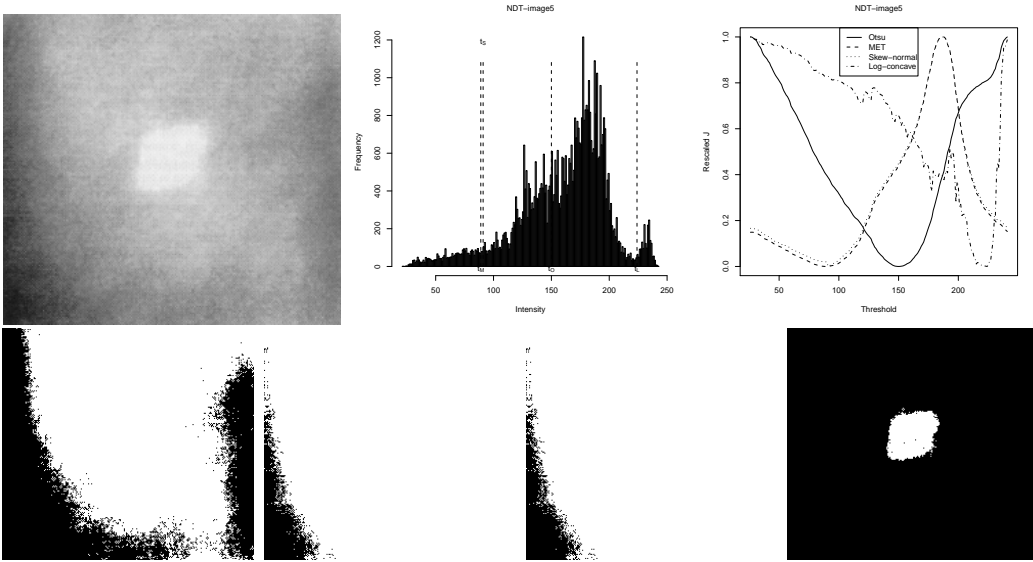 NDT−image5
t_S
t_M
t_O
t_L
Frequency
0
200
400
600
800
1000
1200
50
100
150
200
250
Intensity
NDT−image5
Otsu
MET
Skew−normal
Log−concave
Rescaled J
0.0
0.2
0.4
0.6
0.8
1.0
50
100
150
200
Threshold